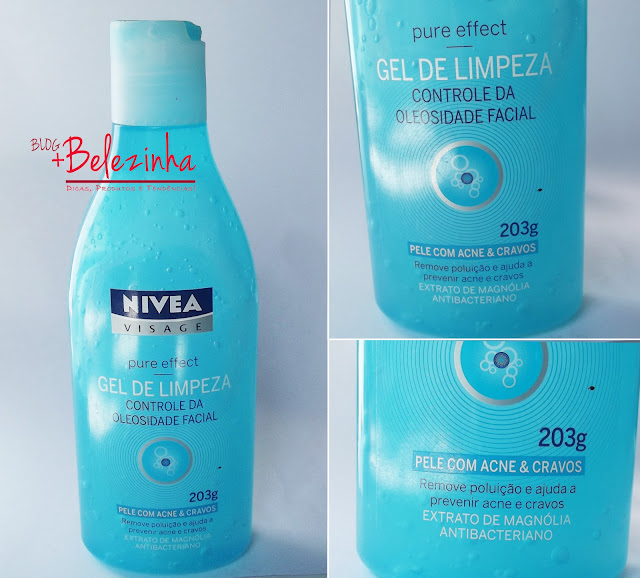 BLOG
+Belezinha
Dicas, Produtos e Tendências!
NIVEA
VISAGE
pure effect
GEL DE LIMPEZA
CONTROLE DA
OLEOSIDADE FACIAL
203g
PELE COM ACNE & CRAVOS
Remove poluição e ajuda a
prevenir acne e cravos
EXTRATO DE MAGNÓLIA
ANTIBACTERIANO
pure effect
GEL DE LIMPEZA
CONTROLE DA
OLEOSIDADE FACIAL
203g
PELE COM ACNE & CRAVOS
Remove poluição e ajuda a
prevenir acne e cravos
EXTRATO DE MAGNÓLIA
ANTIBACTERIANO
203g
PELE COM ACNE & CRAVOS
Remove poluição e ajuda a
prevenir acne e cravos
EXTRATO DE MAGNÓLIA
ANTIBACTERIANO